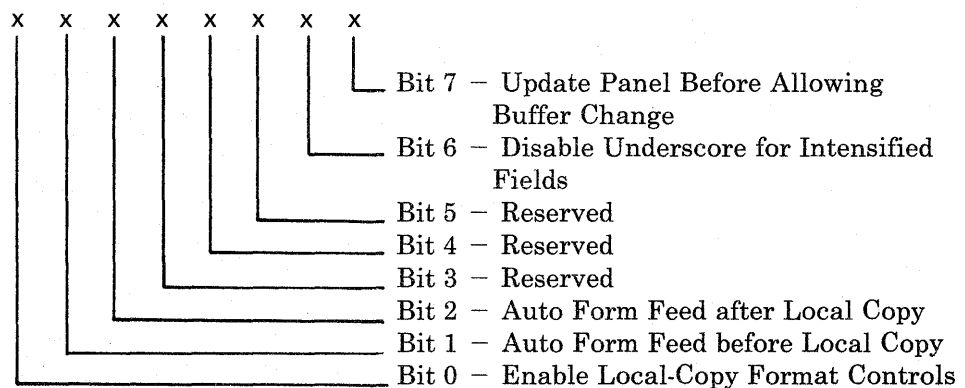 x x x x x x x x
Bit 7 — Update Panel Before Allowing
Buffer Change
Bit 6 — Disable Underscore for Intensified
Fields
Bit 5 — Reserved
Bit 4 — Reserved
Bit 3 — Reserved
Bit 2 — Auto Form Feed after Local Copy
Bit 1 — Auto Form Feed before Local Copy
Bit 0 — Enable Local-Copy Format Controls